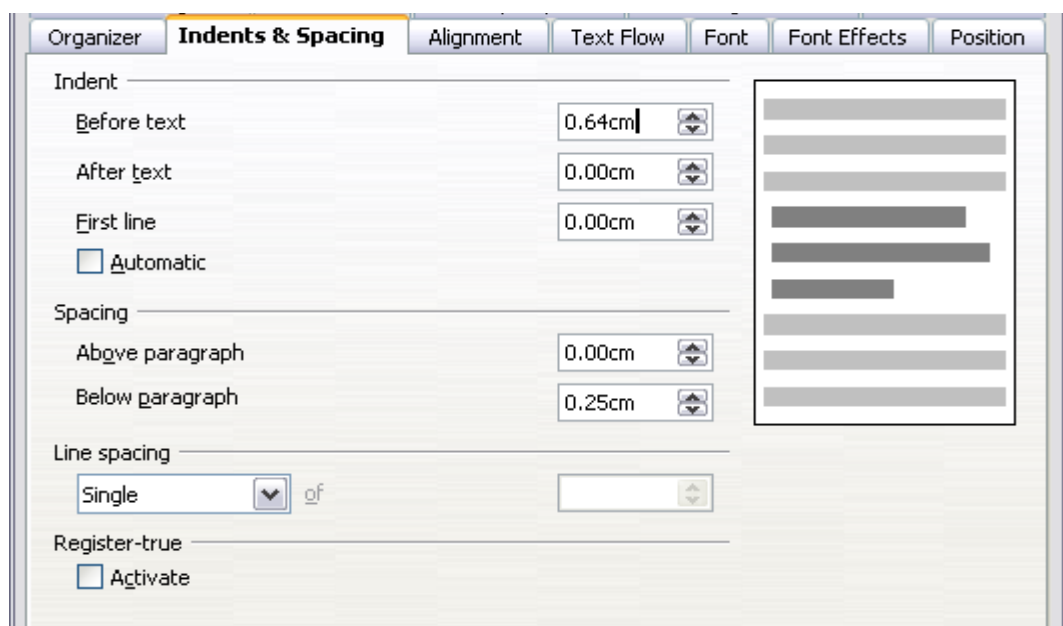 Organizer Indents & Spacing Alignment Text Flow Font Font Effects Position
Indent
Before text 0.64cm
After text 0.00cm
First line 0.00cm
Automatic
Spacing
Above paragraph 0.00cm
Below paragraph 0.25cm
Line spacing
Single of
Register-true
Activate